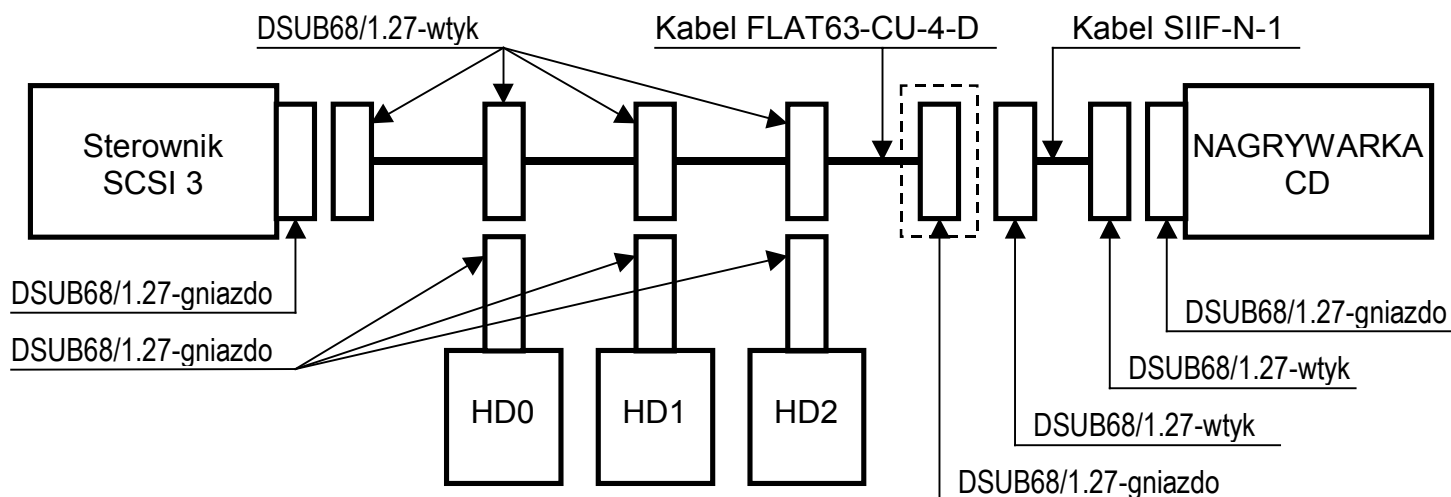 DSUB68/1.27-wtyk
Kabel FLAT63-CU-4-D
Kabel SIIF-N-1
Sterownik
SCSI 3
NAGRYWARKA
CD
DSUB68/1.27-gniazdo
DSUB68/1.27-gniazdo
DSUB68/1.27-gniazdo
DSUB68/1.27-wtyk
HD0
HD1
HD2
DSUB68/1.27-wtyk
DSUB68/1.27-gniazdo